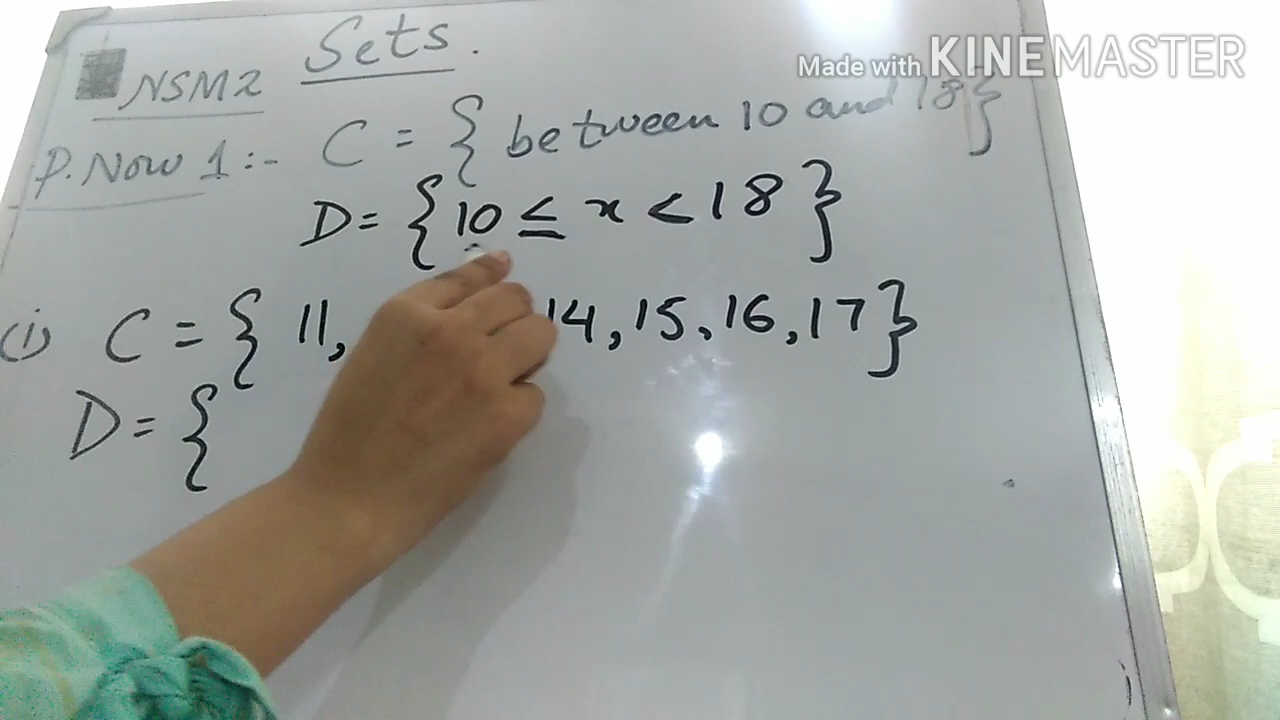 Made with KINEMASTER
Sets.
NSM2
P. Now 1:- C = { between 10 and 18}
D = { 10 ≤ x < 18 }
(i) C = { 11, 14, 15, 16, 17}
D = {